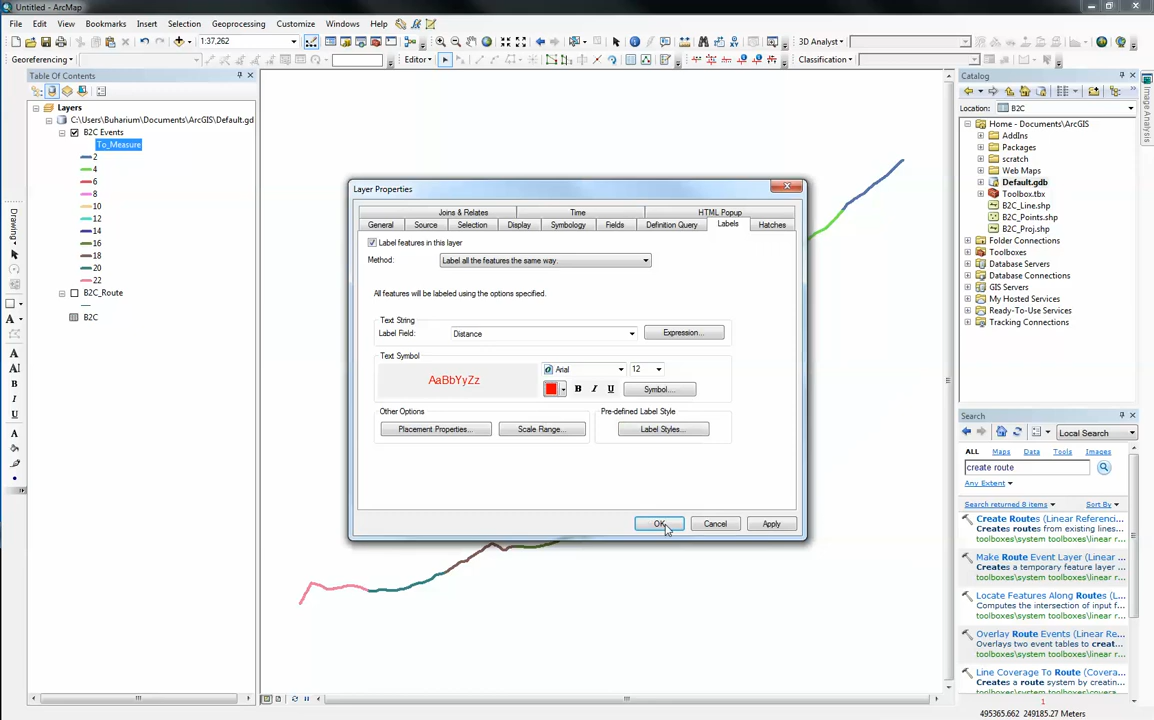 Untitled - ArcMap
File Edit View Bookmarks Insert Selection Geoprocessing Customize Windows Help
1:37,262
3D Analyst
Georeferencing
Editor
Classification
Table Of Contents
Layers
C:\Users\Buharium\Documents\ArcGIS\Default.gd
B2C Events
To_Measure
2
4
6
8
10
12
14
16
18
20
22
B2C_Route
B2C
Drawing
Layer Properties
Joins & Relates Time HTML Popup
General Source Selection Display Symbology Fields Definition Query Labels Hatches
Label features in this layer
Method: Label all the features the same way.
All features will be labeled using the options specified.
Text String
Label Field: Distance Expression...
Text Symbol
AaBbYyZz
Arial 12
B I U Symbol...
Other Options Pre-defined Label Style
Placement Properties... Scale Range... Label Styles...
OK Cancel Apply
Catalog
Location: B2C
Home - Documents\ArcGIS
AddIns
Packages
scratch
Web Maps
Default.gdb
Toolbox.tbx
B2C_Line.shp
B2C_Points.shp
B2C_Proj.shp
Folder Connections
Toolboxes
Database Servers
Database Connections
GIS Servers
My Hosted Services
Ready-To-Use Services
Tracking Connections
Image Analysis
Search
Local Search
ALL Maps Data Tools Images
create route
Any Extent
Search returned 8 items Sort By
Create Routes (Linear Referenci...
Creates routes from existing lines...
toolboxes\system toolboxes\linear r...
Make Route Event Layer (Linear ...
Creates a temporary feature layer ...
toolboxes\system toolboxes\linear r...
Locate Features Along Routes (L...
Computes the intersection of input f...
toolboxes\system toolboxes\linear r...
Overlay Route Events (Linear Re...
Overlays two event tables to creat...
toolboxes\system toolboxes\linear r...
Line Coverage To Route (Covera...
Creates a route system by creatin...
toolboxes\system toolboxes\covera...
1
495365.662 249185.27 Meters